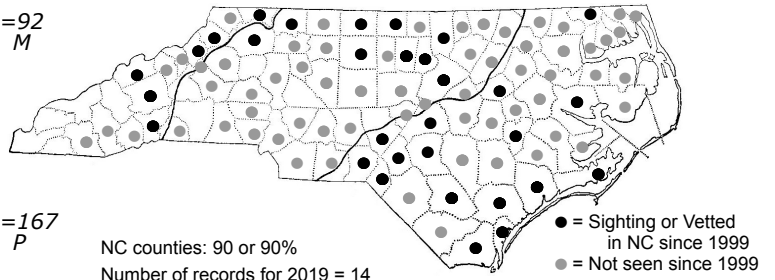 =92
M
=167
P
NC counties: 90 or 90%
Number of records for 2019 = 14
= Sighting or Vetted
in NC since 1999
= Not seen since 1999